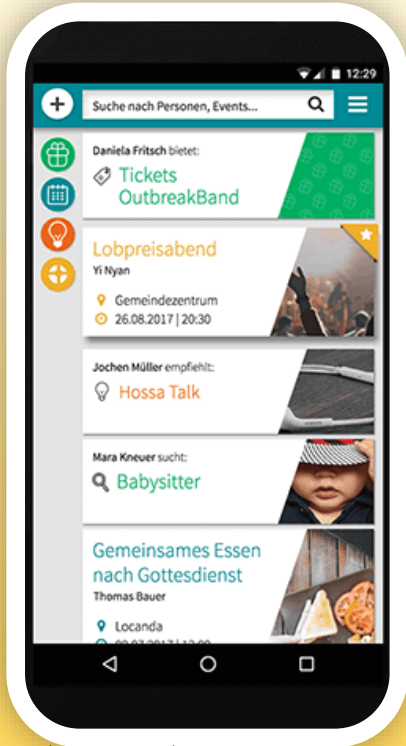 12:29
Suche nach Personen, Events...
Daniela Fritsch bietet:
Tickets
OutbreakBand
Lobpreisabend
Yi Nyan
Gemeindezentrum
26.08.2017 | 20:30
Jochen Müller empfiehlt:
Hossa Talk
Mara Kneuer sucht:
Babysitter
Gemeinsames Essen
nach Gottesdienst
Thomas Bauer
Locanda